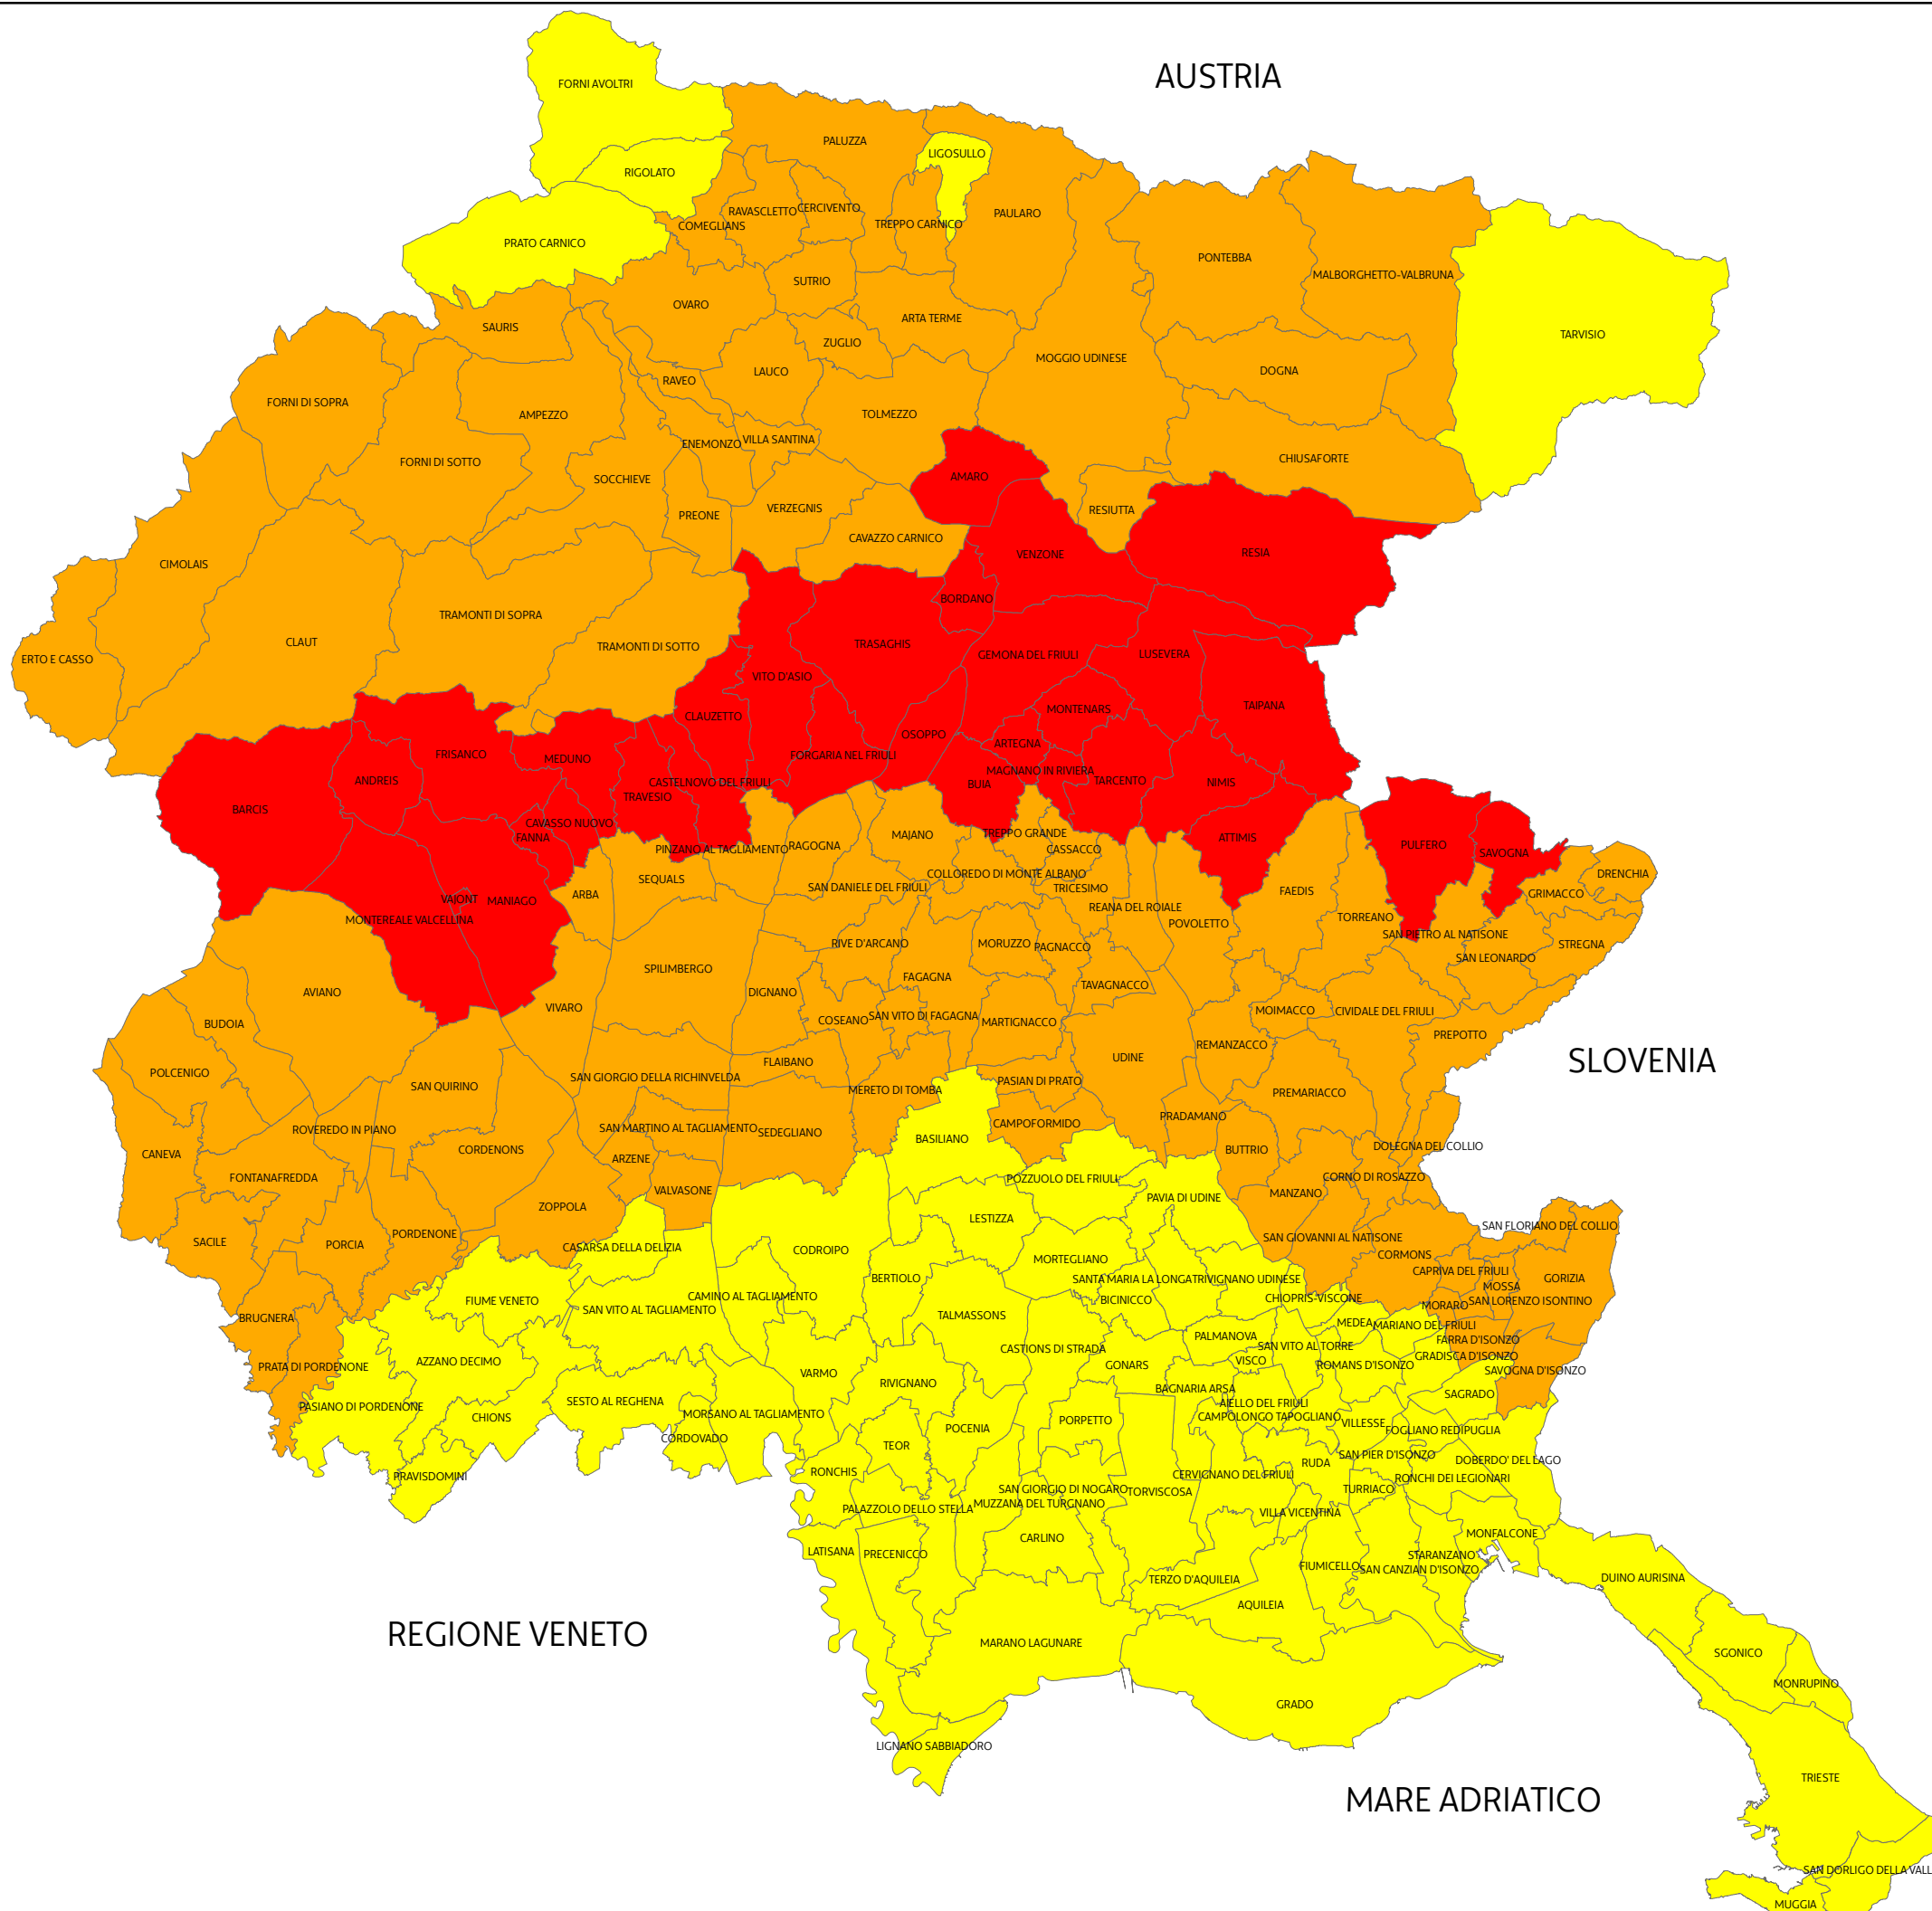 AUSTRIA
FORNI AVOLTRI
PALUZZA
LIGOSULLO
RIGOLATO
RAVASCLETTO
CERCIVENTO
PAULARO
COMEGLIANS
TREPPO CARNICO
PRATO CARNICO
PONTEBBA
MALBORGHETTO-VALBRUNA
SUTRIO
OVARO
ARTA TERME
SAURIS
TARVISIO
ZUGLIO
MOGGIO UDINESE
LAUCO
DOGNA
RAVEO
FORNI DI SOPRA
AMPEZZO
TOLMEZZO
ENEMONZO
VILLA SANTINA
FORNI DI SOTTO
CHIUSAFORTE
SOCCHIEVE
AMARO
VERZEGNIS
RESIUTTA
PREONE
CAVAZZO CARNICO
VENZONE
RESIA
CIMOLAIS
BORDANO
TRAMONTI DI SOPRA
CLAUT
TRAMONTI DI SOTTO
TRASAGHIS
GEMONA DEL FRIULI
LUSEVERA
ERTO E CASSO
VITO D'ASIO
TAIPANA
MONTENARS
CLAUZETTO
OSOPPO
ARTEGNA
FRISANCO
MEDUNO
FORGARIA NEL FRIULI
MAGNANO IN RIVIERA
ANDREIS
CASTELNOVO DEL FRIULI
BUIA
TARCENTO
NIMIS
TRAVESIO
BARCIS
CAVASSO NUOVO
FANNA
MAJANO
TREPPO GRANDE
ATTIMIS
PULFERO
RAGOGNA
PINZANO AL TAGLIAMENTO
CASSACCO
SAVOGNA
SEQUALS
COLLOREDO DI MONTE ALBANO
DRENCHIA
SAN DANIELE DEL FRIULI
TRICESIMO
FAEDIS
GRIMACCO
ARBA
VAJONT
MANIAGO
REANA DEL ROIALE
MONTEREALE VALCELLINA
TORREANO
POVOLETTO
SAN PIETRO AL NATISONE
RIVE D'ARCANO
MORUZZO
PAGNACCO
STREGNA
SAN LEONARDO
SPILIMBERGO
FAGAGNA
TAVAGNACCO
AVIANO
DIGNANO
VIVARO
MOIMACCO
CIVIDALE DEL FRIULI
COSEANO
SAN VITO DI FAGAGNA
MARTIGNACCO
BUDOIA
PREPOTTO
REMANZACCO
UDINE
SLOVENIA
FLAIBANO
POLCENIGO
SAN GIORGIO DELLA RICHINVELDA
PASIAN DI PRATO
SAN QUIRINO
MERETO DI TOMBA
PREMARIACCO
PRADAMANO
CAMPOFORMIDO
ROVEREDO IN PIANO
SAN MARTINO AL TAGLIAMENTO
SEDEGLIANO
BASILIANO
DOLEGNA DEL COLLIO
CORDENONS
BUTTRIO
CANEVA
ARZENE
FONTANAFREDDA
POZZUOLO DEL FRIULI
CORNO DI ROSAZZO
VALVASONE
MANZANO
PAVIA DI UDINE
ZOPPOLA
LESTIZZA
SAN FLORIANO DEL COLLIO
PORDENONE
SAN GIOVANNI AL NATISONE
SACILE
PORCIA
CASARSA DELLA DELIZIA
CODROIPO
CORMONS
MORTEGLIANO
CAPRIVA DEL FRIULI
BERTIOLO
SANTA MARIA LA LONGA
TRIVIGNANO UDINESE
GORIZIA
MOSSA
CAMINO AL TAGLIAMENTO
CHIOPRIS-VISCONE
FIUME VENETO
BICINICCO
SAN LORENZO ISONTINO
MORARO
SAN VITO AL TAGLIAMENTO
TALMASSONS
BRUGNERA
MEDEA
MARIANO DEL FRIULI
PALMANOVA
FARRA D'ISONZO
SAN VITO AL TORRE
CASTIONS DI STRADA
GRADISCA D'ISONZO
AZZANO DECIMO
VISCO
PRATA DI PORDENONE
GONARS
ROMANS D'ISONZO
SAVOGNA D'ISONZO
VARMO
RIVIGNANO
BAGNARIA ARSA
SAGRADO
SESTO AL REGHENA
AIELLO DEL FRIULI
PASIANO DI PORDENONE
MORSANO AL TAGLIAMENTO
CHIONS
CAMPOLONGO TAPOGLIANO
PORPETTO
VILLESSE
POCENIA
FOGLIANO REDIPUGLIA
CORDOVADO
TEOR
SAN PIER D'ISONZO
DOBERDO' DEL LAGO
RUDA
RONCHIS
CERVIGNANO DEL FRIULI
PRAVISDOMINI
RONCHI DEI LEGIONARI
SAN GIORGIO DI NOGARO
TURRIACO
TORVISCOSA
MUZZANA DEL TURGNANO
PALAZZOLO DELLO STELLA
VILLA VICENTINA
MONFALCONE
CARLINO
LATISANA
PRECENICCO
STARANZANO
FIUMICELLO
SAN CANZIAN D'ISONZO
DUINO AURISINA
TERZO D'AQUILEIA
AQUILEIA
REGIONE VENETO
MARANO LAGUNARE
SGONICO
MONRUPINO
GRADO
LIGNANO SABBIADORO
TRIESTE
MARE ADRIATICO
SAN DORLIGO DELLA VALL
MUGGIA